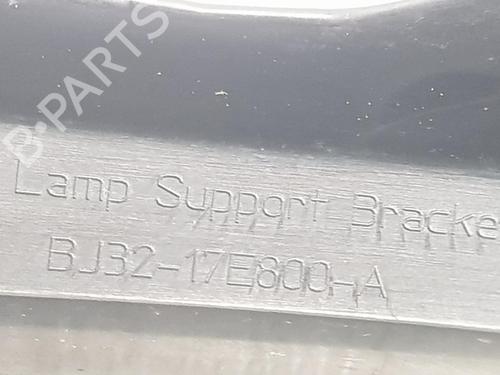 B-PARTS
Lamp Support Bracke
BJ32-17E800-A